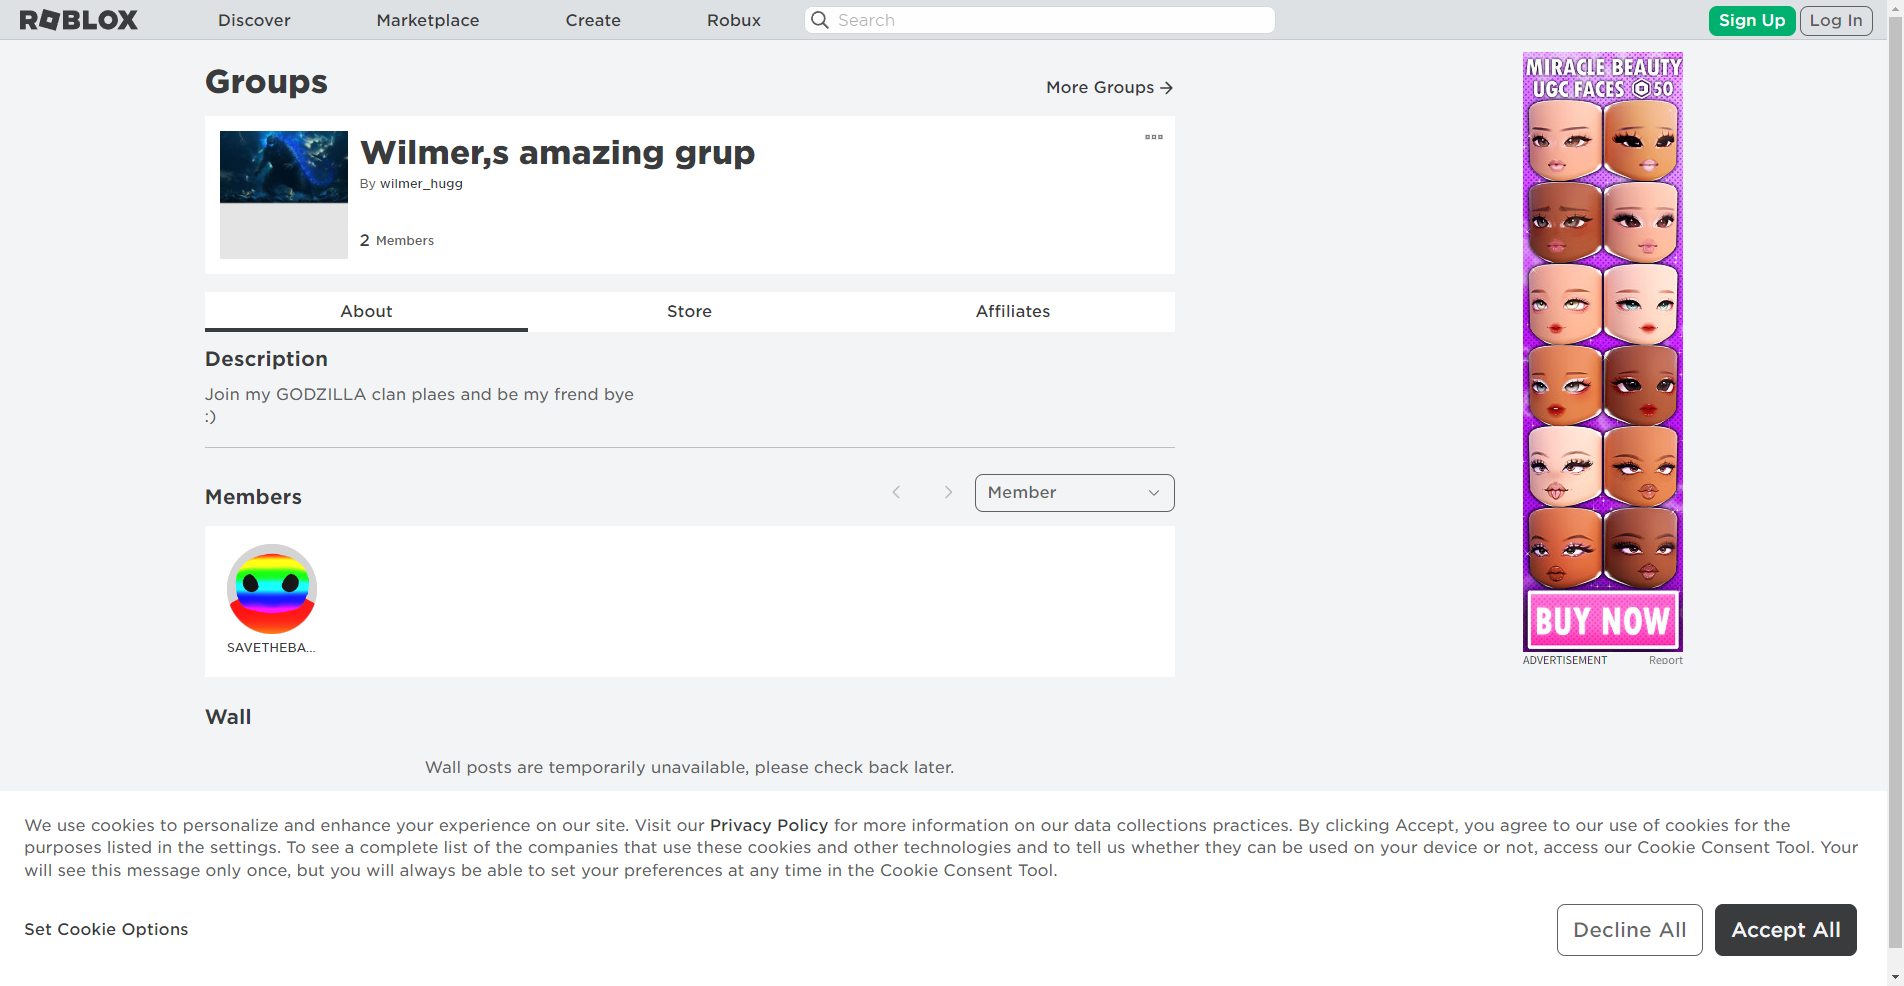 ROBLOX
Discover
Marketplace
Create
Robux
Search
Sign Up
Log In
Groups
More Groups
Wilmer,s amazing grup
By wilmer_hugg
2 Members
About
Store
Affiliates
Description
Join my GODZILLA clan plaes and be my frend bye
:)
Members
Member
SAVETHEBA...
Wall
Wall posts are temporarily unavailable, please check back later.
MIRACLE BEAUTY
UGC FACES 50
BUY NOW
ADVERTISEMENT
Report
We use cookies to personalize and enhance your experience on our site. Visit our Privacy Policy for more information on our data collections practices. By clicking Accept, you agree to our use of cookies for the
purposes listed in the settings. To see a complete list of the companies that use these cookies and other technologies and to tell us whether they can be used on your device or not, access our Cookie Consent Tool. Your
will see this message only once, but you will always be able to set your preferences at any time in the Cookie Consent Tool.
Set Cookie Options
Decline All
Accept All